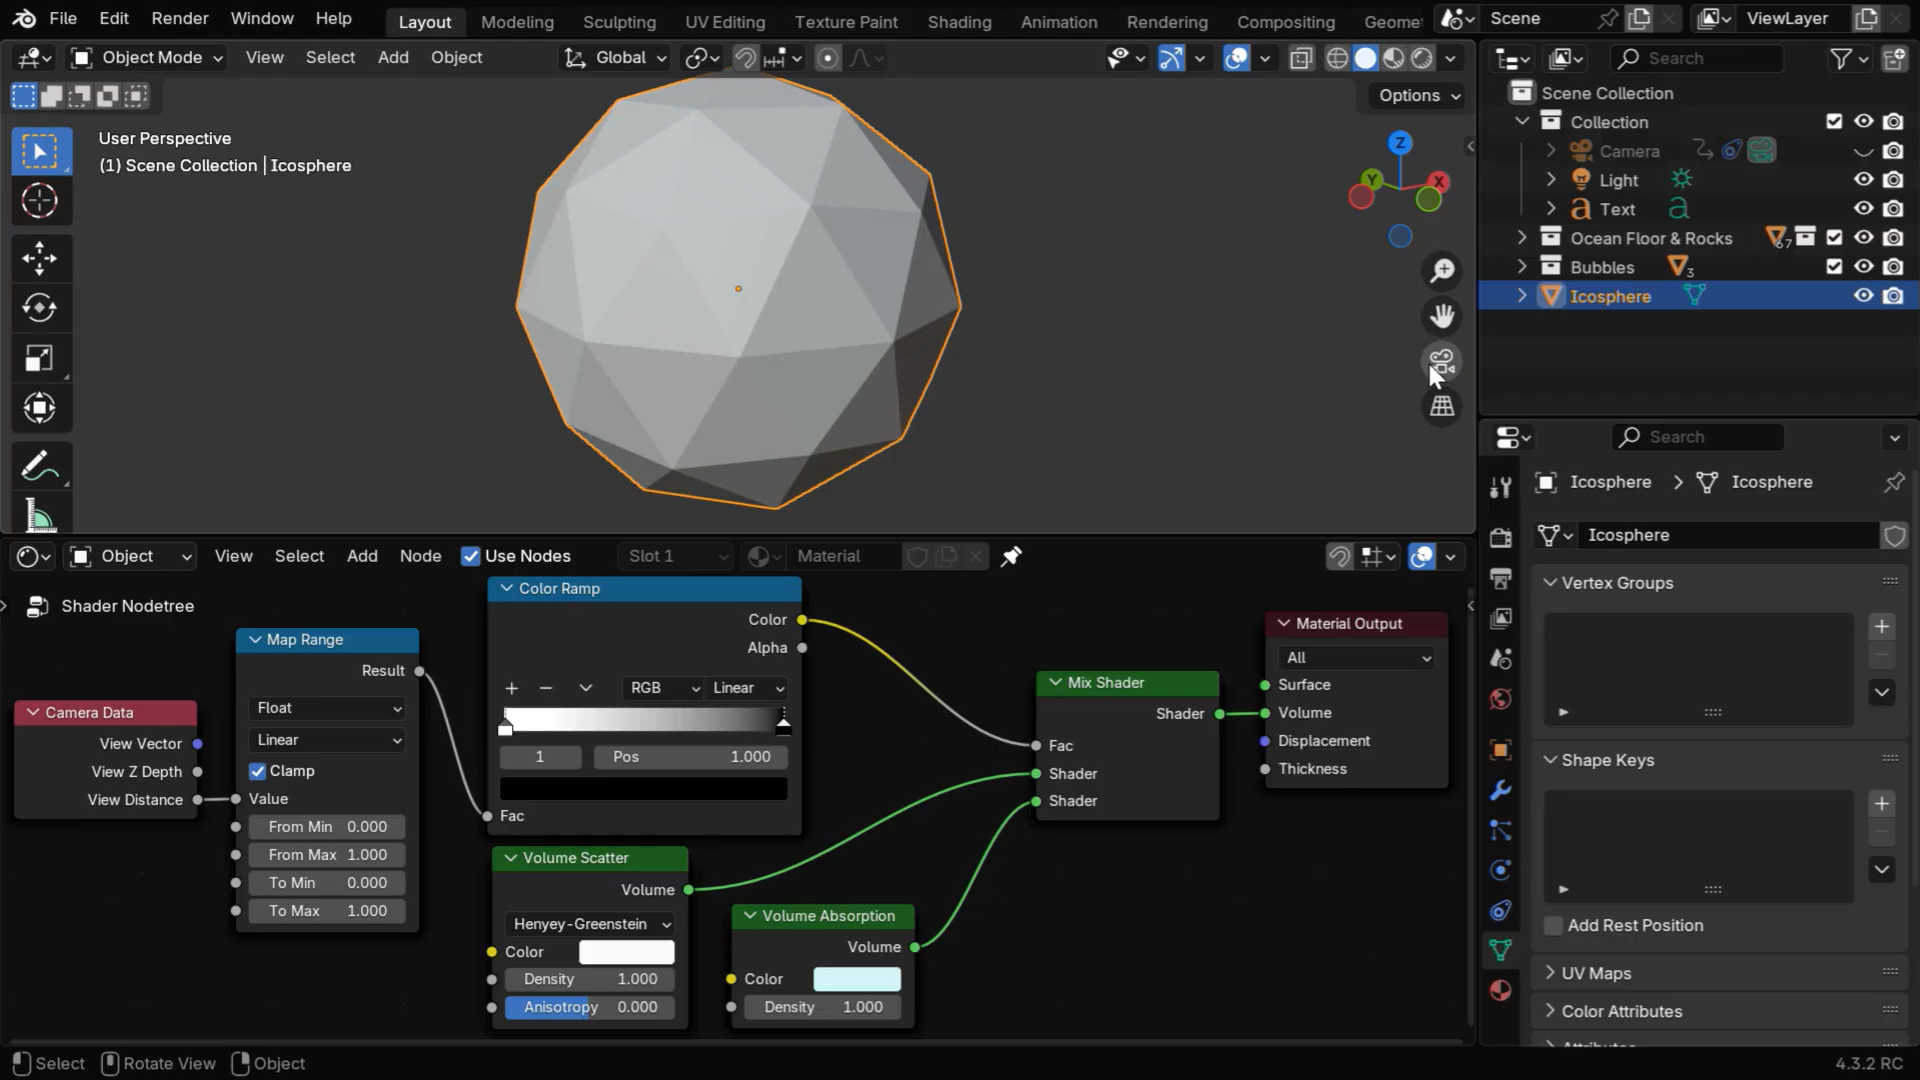 File Edit Render Window Help Layout Modeling Sculpting UV Editing Texture Paint Shading Animation Rendering Compositing Geomet Scene ViewLayer
Object Mode View Select Add Object Global Search
Options
User Perspective
(1) Scene Collection | Icosphere
Z
Y
X
Scene Collection
Collection
Camera
Light
Text
Ocean Floor & Rocks 67
Bubbles 3
Icosphere
Search
Icosphere > Icosphere
Icosphere
Vertex Groups
Shape Keys
Add Rest Position
UV Maps
Color Attributes
Object View Select Add Node Use Nodes Slot 1 Material
Shader Nodetree
Camera Data
View Vector
View Z Depth
View Distance
Map Range
Result
Float
Linear
Clamp
Value
From Min 0.000
From Max 1.000
To Min 0.000
To Max 1.000
Color Ramp
Color
Alpha
RGB Linear
1 Pos 1.000
Fac
Volume Scatter
Volume
Henyey-Greenstein
Color
Density 1.000
Anisotropy 0.000
Volume Absorption
Volume
Color
Density 1.000
Mix Shader
Shader
Fac
Shader
Shader
Material Output
All
Surface
Volume
Displacement
Thickness
Select Rotate View Object 4.3.2 RC